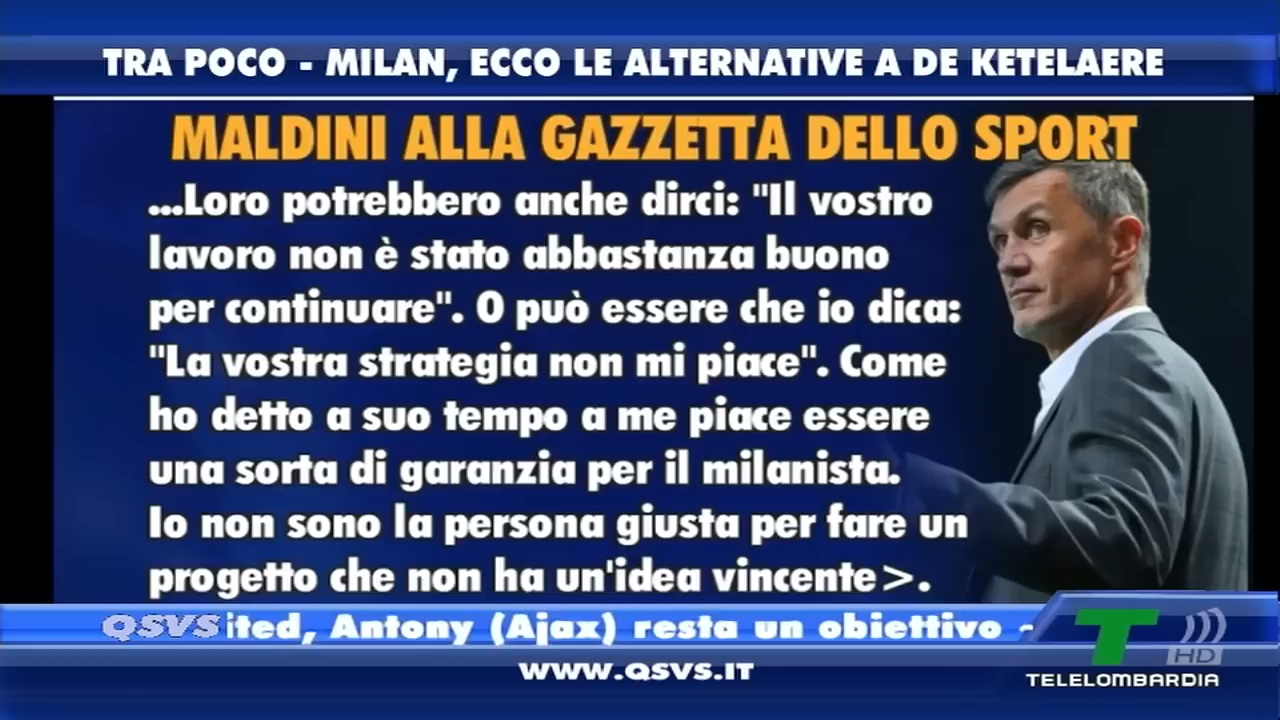 TRA POCO - MILAN, ECCO LE ALTERNATIVE A DE KETELAERE
MALDINI ALLA GAZZETTA DELLO SPORT
...Loro potrebbero anche dirci: "Il vostro
lavoro non è stato abbastanza buono
per continuare". O può essere che io dica:
"La vostra strategia non mi piace". Come
ho detto a suo tempo a me piace essere
una sorta di garanzia per il milanista.
Io non sono la persona giusta per fare un
progetto che non ha un'idea vincente>.
QSVS ited, Antony (Ajax) resta un obiettivo ~
T HD
WWW.QSVS.IT
TELELOMBARDIA